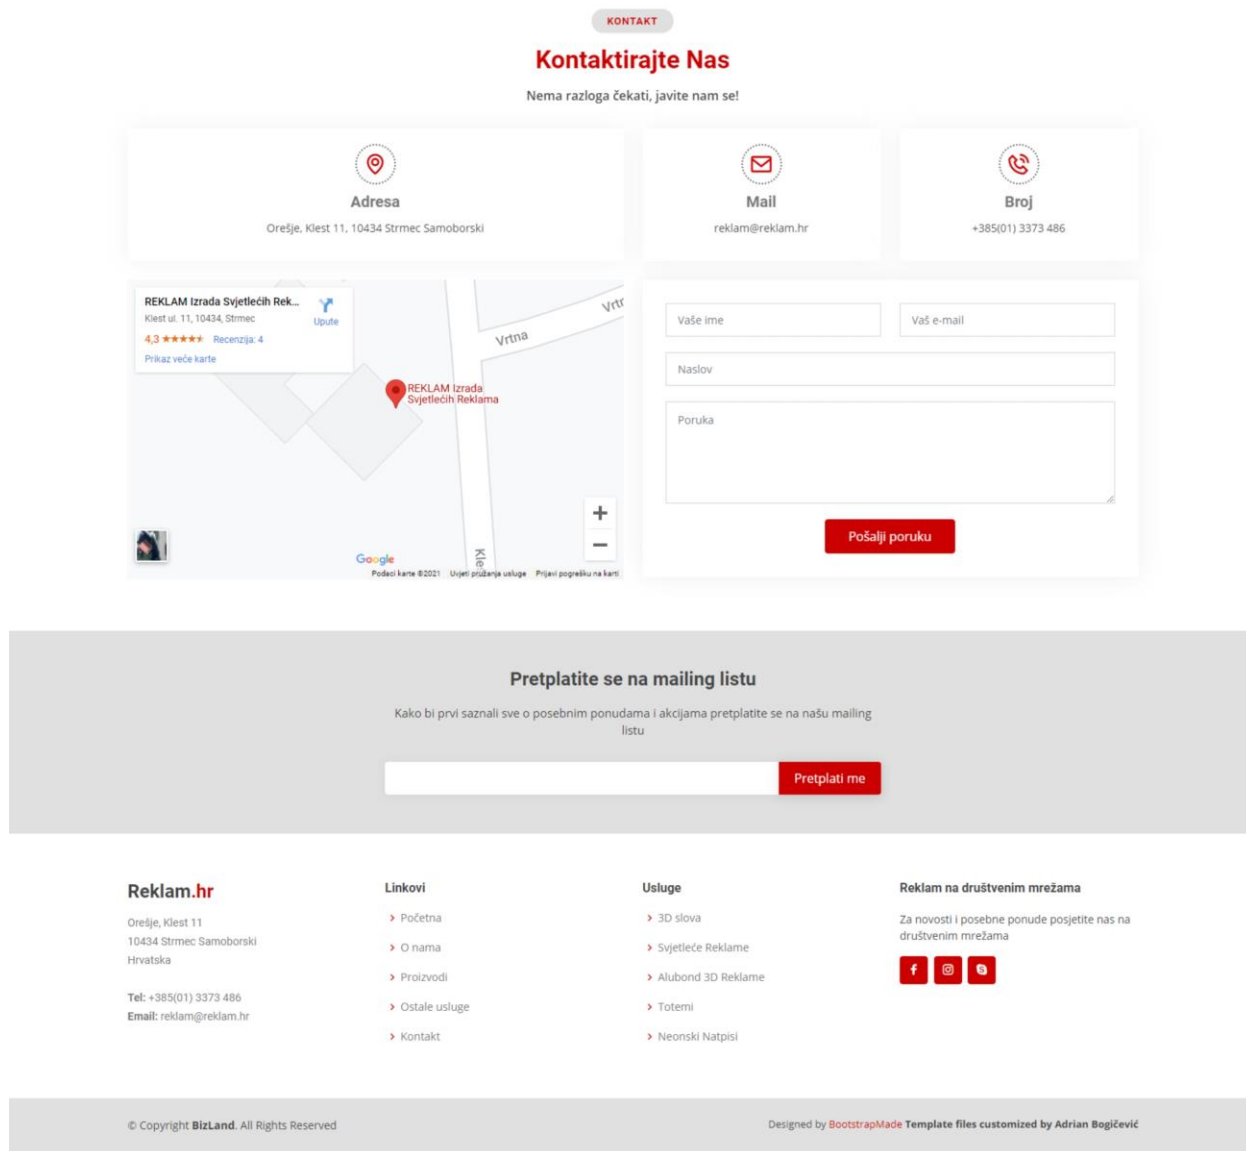 KONTAKT
Kontaktirajte Nas
Nema razloga čekati, javite nam se!
Adresa
Orešje, Klest 11, 10434 Strmec Samoborski
Mail
reklam@reklam.hr
Broj
+385(01) 3373 486
REKLAM Izrada Svjetlećih Rek...
Klest ul. 11, 10434, Strmec
4,3 Recenzija: 4
Prikaz veće karte
Upute
Vrtna
Vrtr
REKLAM Izrada
Svjetlećih Reklama
Kle
Google
Podaci karte ©2021 Uvjeti pružanja usluge Prijavi pogrešku na karti
Vaše ime
Vaš e-mail
Naslov
Poruka
Pošalji poruku
Pretplatite se na mailing listu
Kako bi prvi saznali sve o posebnim ponudama i akcijama pretplatite se na našu mailing
listu
Pretplati me
Reklam.hr
Orešje, Klest 11
10434 Strmec Samoborski
Hrvatska
Tel: +385(01) 3373 486
Email: reklam@reklam.hr
Linkovi
Početna
O nama
Proizvodi
Ostale usluge
Kontakt
Usluge
3D slova
Svjetleće Reklame
Alubond 3D Reklame
Totemi
Neonski Natpisi
Reklam na društvenim mrežama
Za novosti i posebne ponude posjetite nas na
društvenim mrežama
© Copyright BizLand. All Rights Reserved
Designed by BootstrapMade Template files customized by Adrian Bogičević